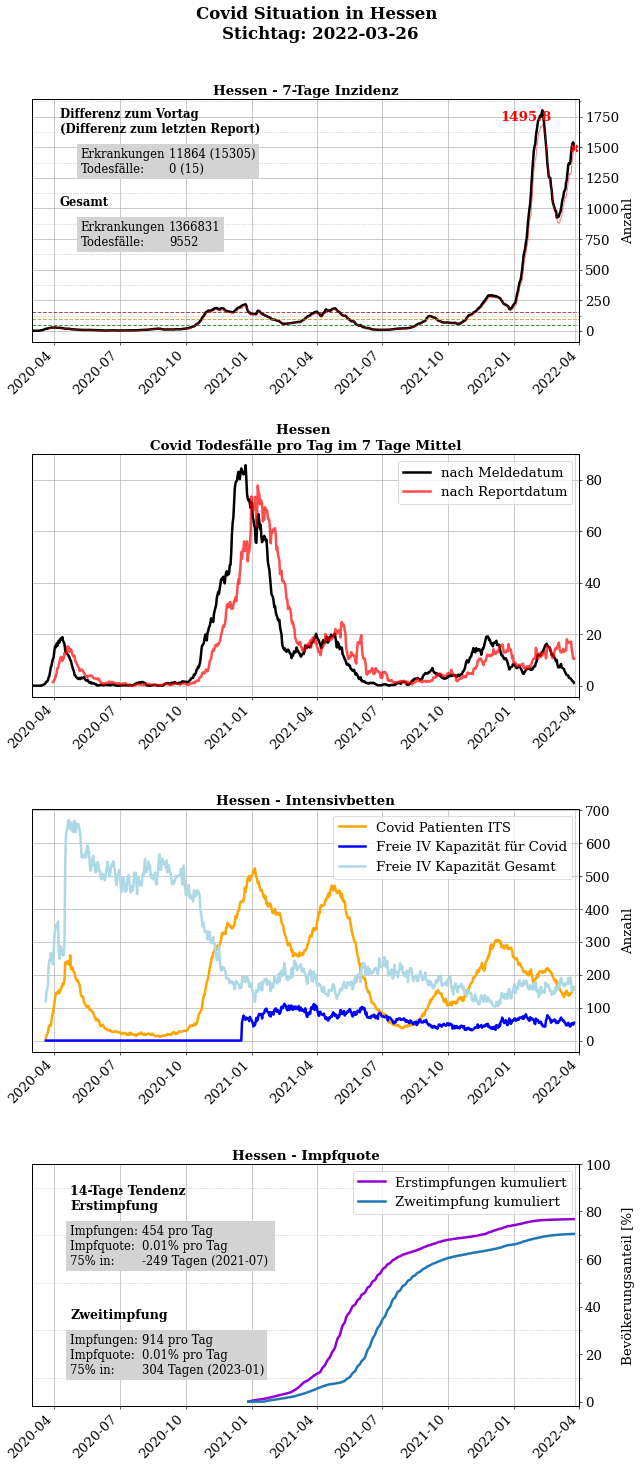 Covid Situation in Hessen
Stichtag: 2022-03-26
Hessen - 7-Tage Inzidenz
Differenz zum Vortag
(Differenz zum letzten Report)
Erkrankungen 11864 (15305)
Todesfälle: 0 (15)
Gesamt
Erkrankungen 1366831
Todesfälle: 9552
1495.8
1750
1500
1250
1000
750
500
250
0
Anzahl
2020-04
2020-07
2020-10
2021-01
2021-04
2021-07
2021-10
2022-01
2022-04
Hessen
Covid Todesfälle pro Tag im 7 Tage Mittel
nach Meldedatum
nach Reportdatum
80
60
40
20
0
2020-04
2020-07
2020-10
2021-01
2021-04
2021-07
2021-10
2022-01
2022-04
Hessen - Intensivbetten
Covid Patienten ITS
Freie IV Kapazität für Covid
Freie IV Kapazität Gesamt
700
600
500
400
300
200
100
0
Anzahl
2020-04
2020-07
2020-10
2021-01
2021-04
2021-07
2021-10
2022-01
2022-04
Hessen - Impfquote
14-Tage Tendenz
Erstimpfung
Impfungen: 454 pro Tag
Impfquote: 0.01% pro Tag
75% in: -249 Tagen (2021-07)
Zweitimpfung
Impfungen: 914 pro Tag
Impfquote: 0.01% pro Tag
75% in: 304 Tagen (2023-01)
Erstimpfungen kumuliert
Zweitimpfung kumuliert
100
80
60
40
20
0
Bevölkerungsanteil [%]
2020-04
2020-07
2020-10
2021-01
2021-04
2021-07
2021-10
2022-01
2022-04